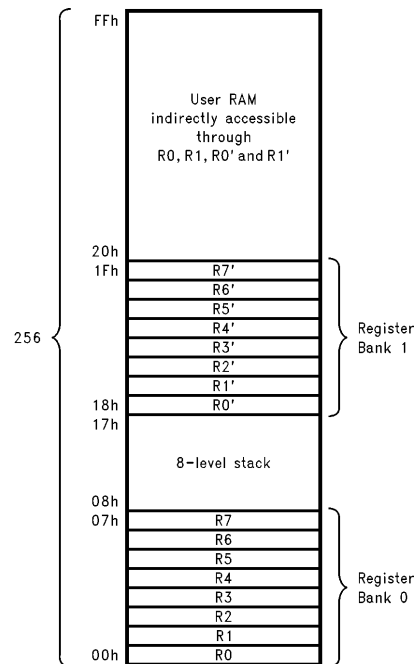 FFh
User RAM
indirectly accessible
through
R0, R1, R0' and R1'
20h
1Fh
R7'
R6'
R5'
R4'
R3'
R2'
R1'
R0'
256
Register
Bank 1
18h
17h
8-level stack
08h
07h
R7
R6
R5
R4
R3
R2
R1
R0
Register
Bank 0
00h